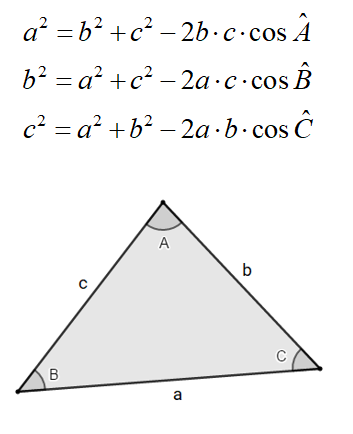 a² = b² + c² − 2b · c · cos Â
b² = a² + c² − 2a · c · cos B̂
c² = a² + b² − 2a · b · cos Ĉ
A
c
b
B
C
a